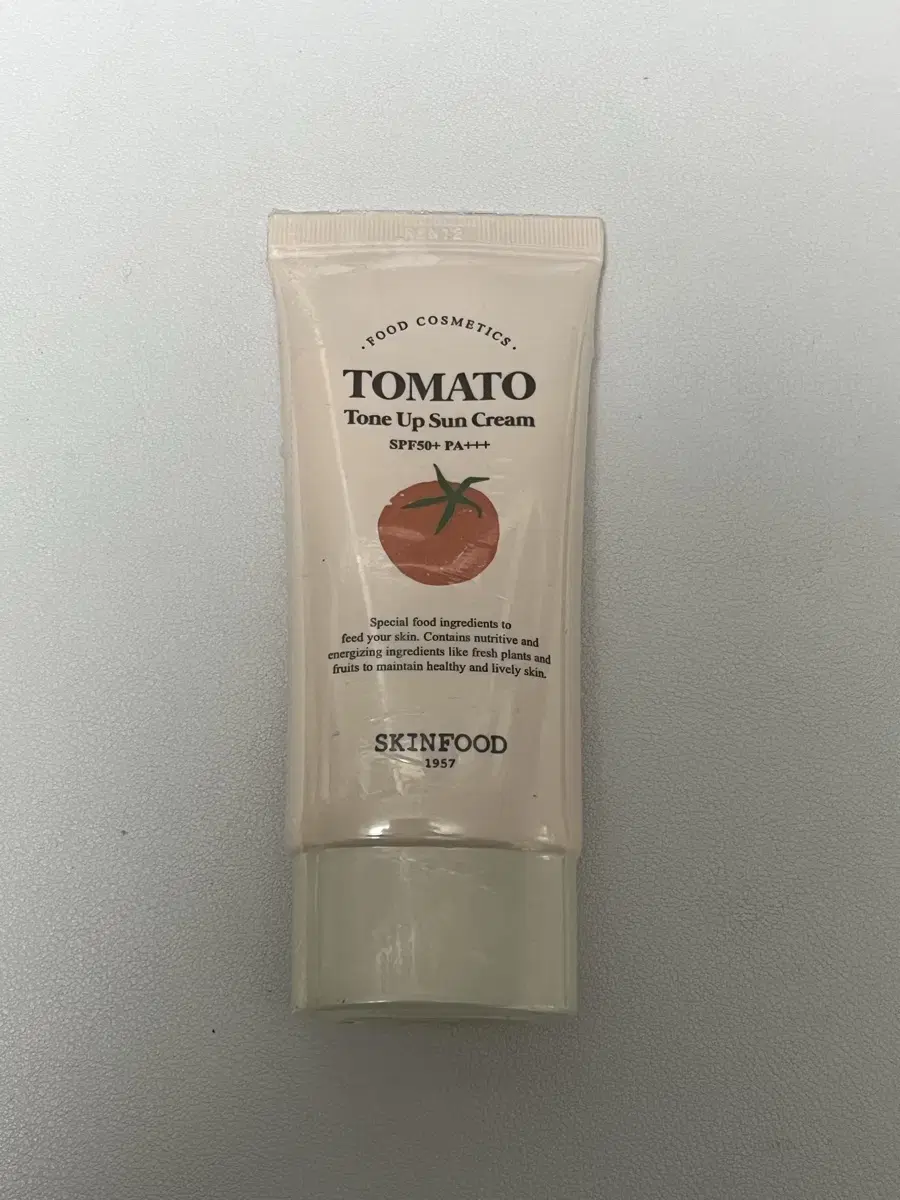 ·FOOD COSMETICS·
TOMATO
Tone Up Sun Cream
SPF50+ PA+++
Special food ingredients to
feed your skin. Contains nutritive and
energizing ingredients like fresh plants and
fruits to maintain healthy and lively skin.
SKINFOOD
1957